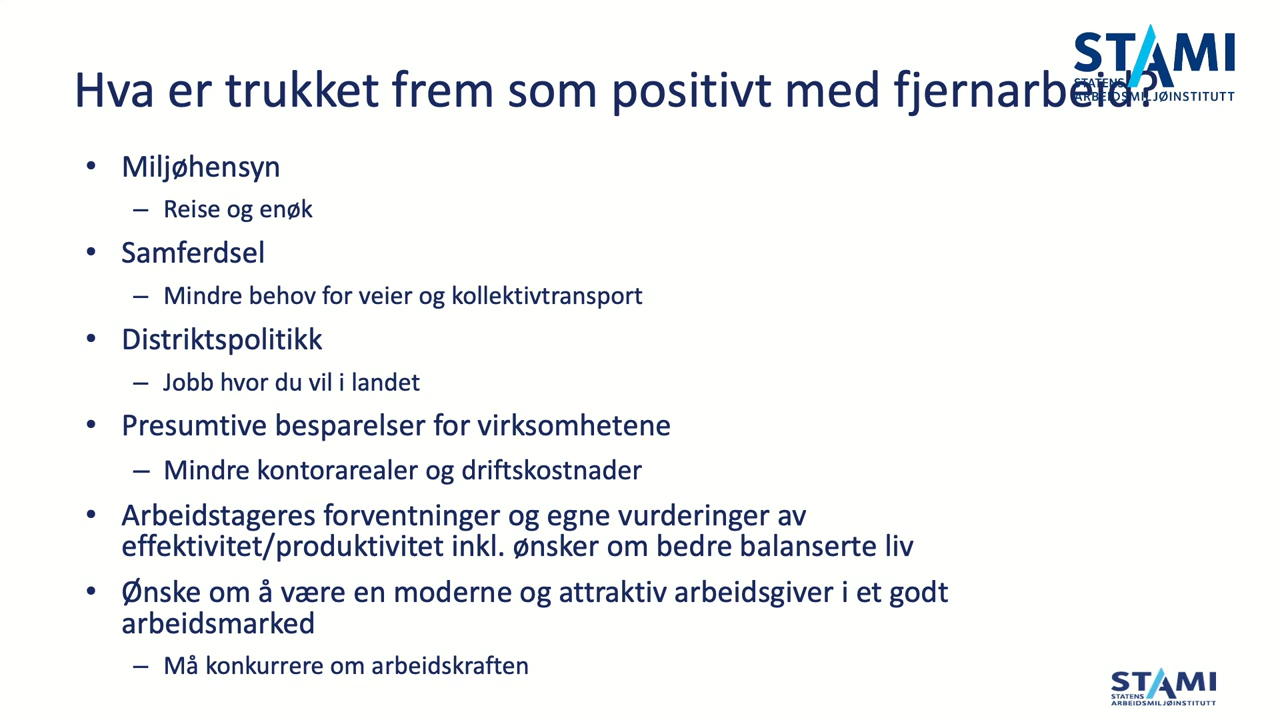 STAMI
STATENS
ARBEIDSMILJØINSTITUTT
Hva er trukket frem som positivt med fjernarbeid?
• Miljøhensyn
– Reise og enøk
• Samferdsel
– Mindre behov for veier og kollektivtransport
• Distriktspolitikk
– Jobb hvor du vil i landet
• Presumtive besparelser for virksomhetene
– Mindre kontorarealer og driftskostnader
• Arbeidstageres forventninger og egne vurderinger av
effektivitet/produktivitet inkl. ønsker om bedre balanserte liv
• Ønske om å være en moderne og attraktiv arbeidsgiver i et godt
arbeidsmarked
– Må konkurrere om arbeidskraften
STAMI
STATENS
ARBEIDSMILJØINSTITUTT